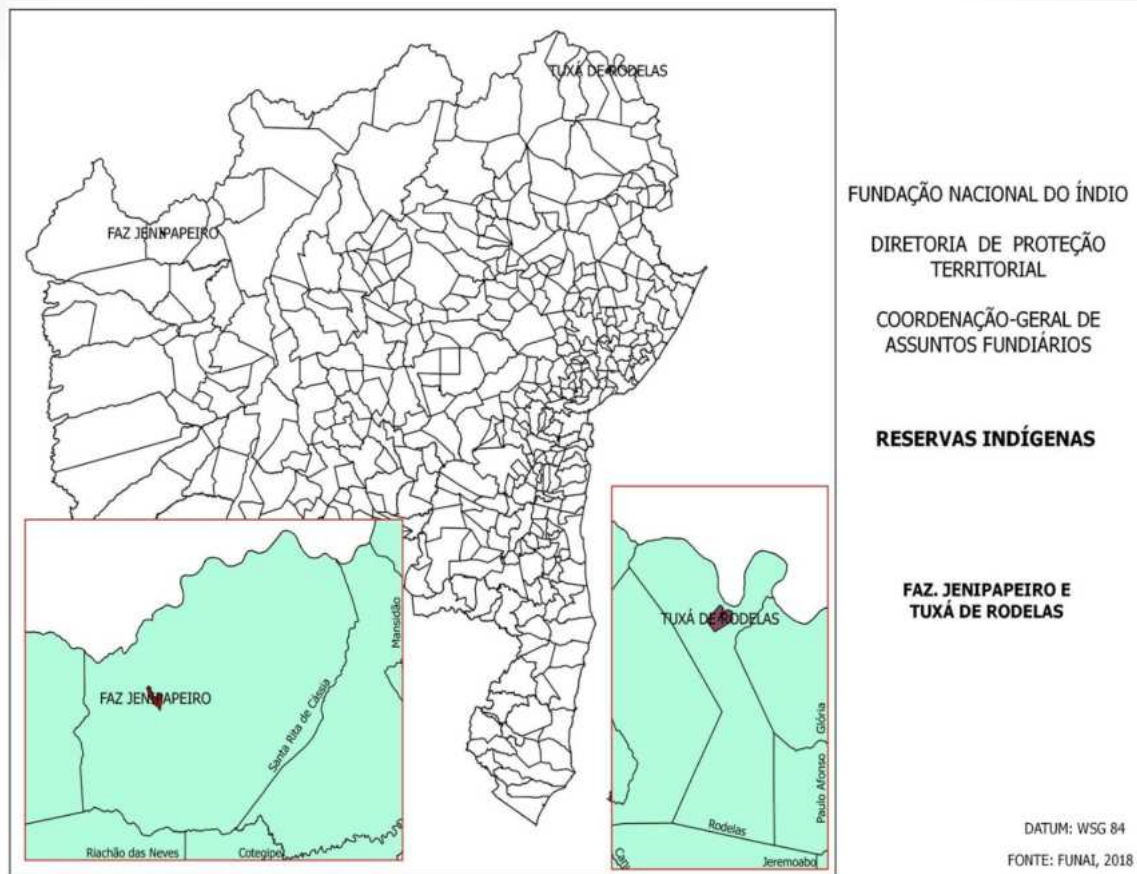 TUXÁ DE RODELAS
FAZ JENIPAPEIRO
FUNDAÇÃO NACIONAL DO ÍNDIO
DIRETORIA DE PROTEÇÃO
TERRITORIAL
COORDENAÇÃO-GERAL DE
ASSUNTOS FUNDIÁRIOS
RESERVAS INDÍGENAS
FAZ. JENIPAPEIRO E
TUXÁ DE RODELAS
FAZ JENIPAPEIRO
Mansidão
Santa Rita de Cássia
Riachão das Neves
Cotegipe
TUXÁ DE RODELAS
Glória
Paulo Afonso
Rodelas
Jeremoabo
DATUM: WSG 84
FONTE: FUNAI, 2018